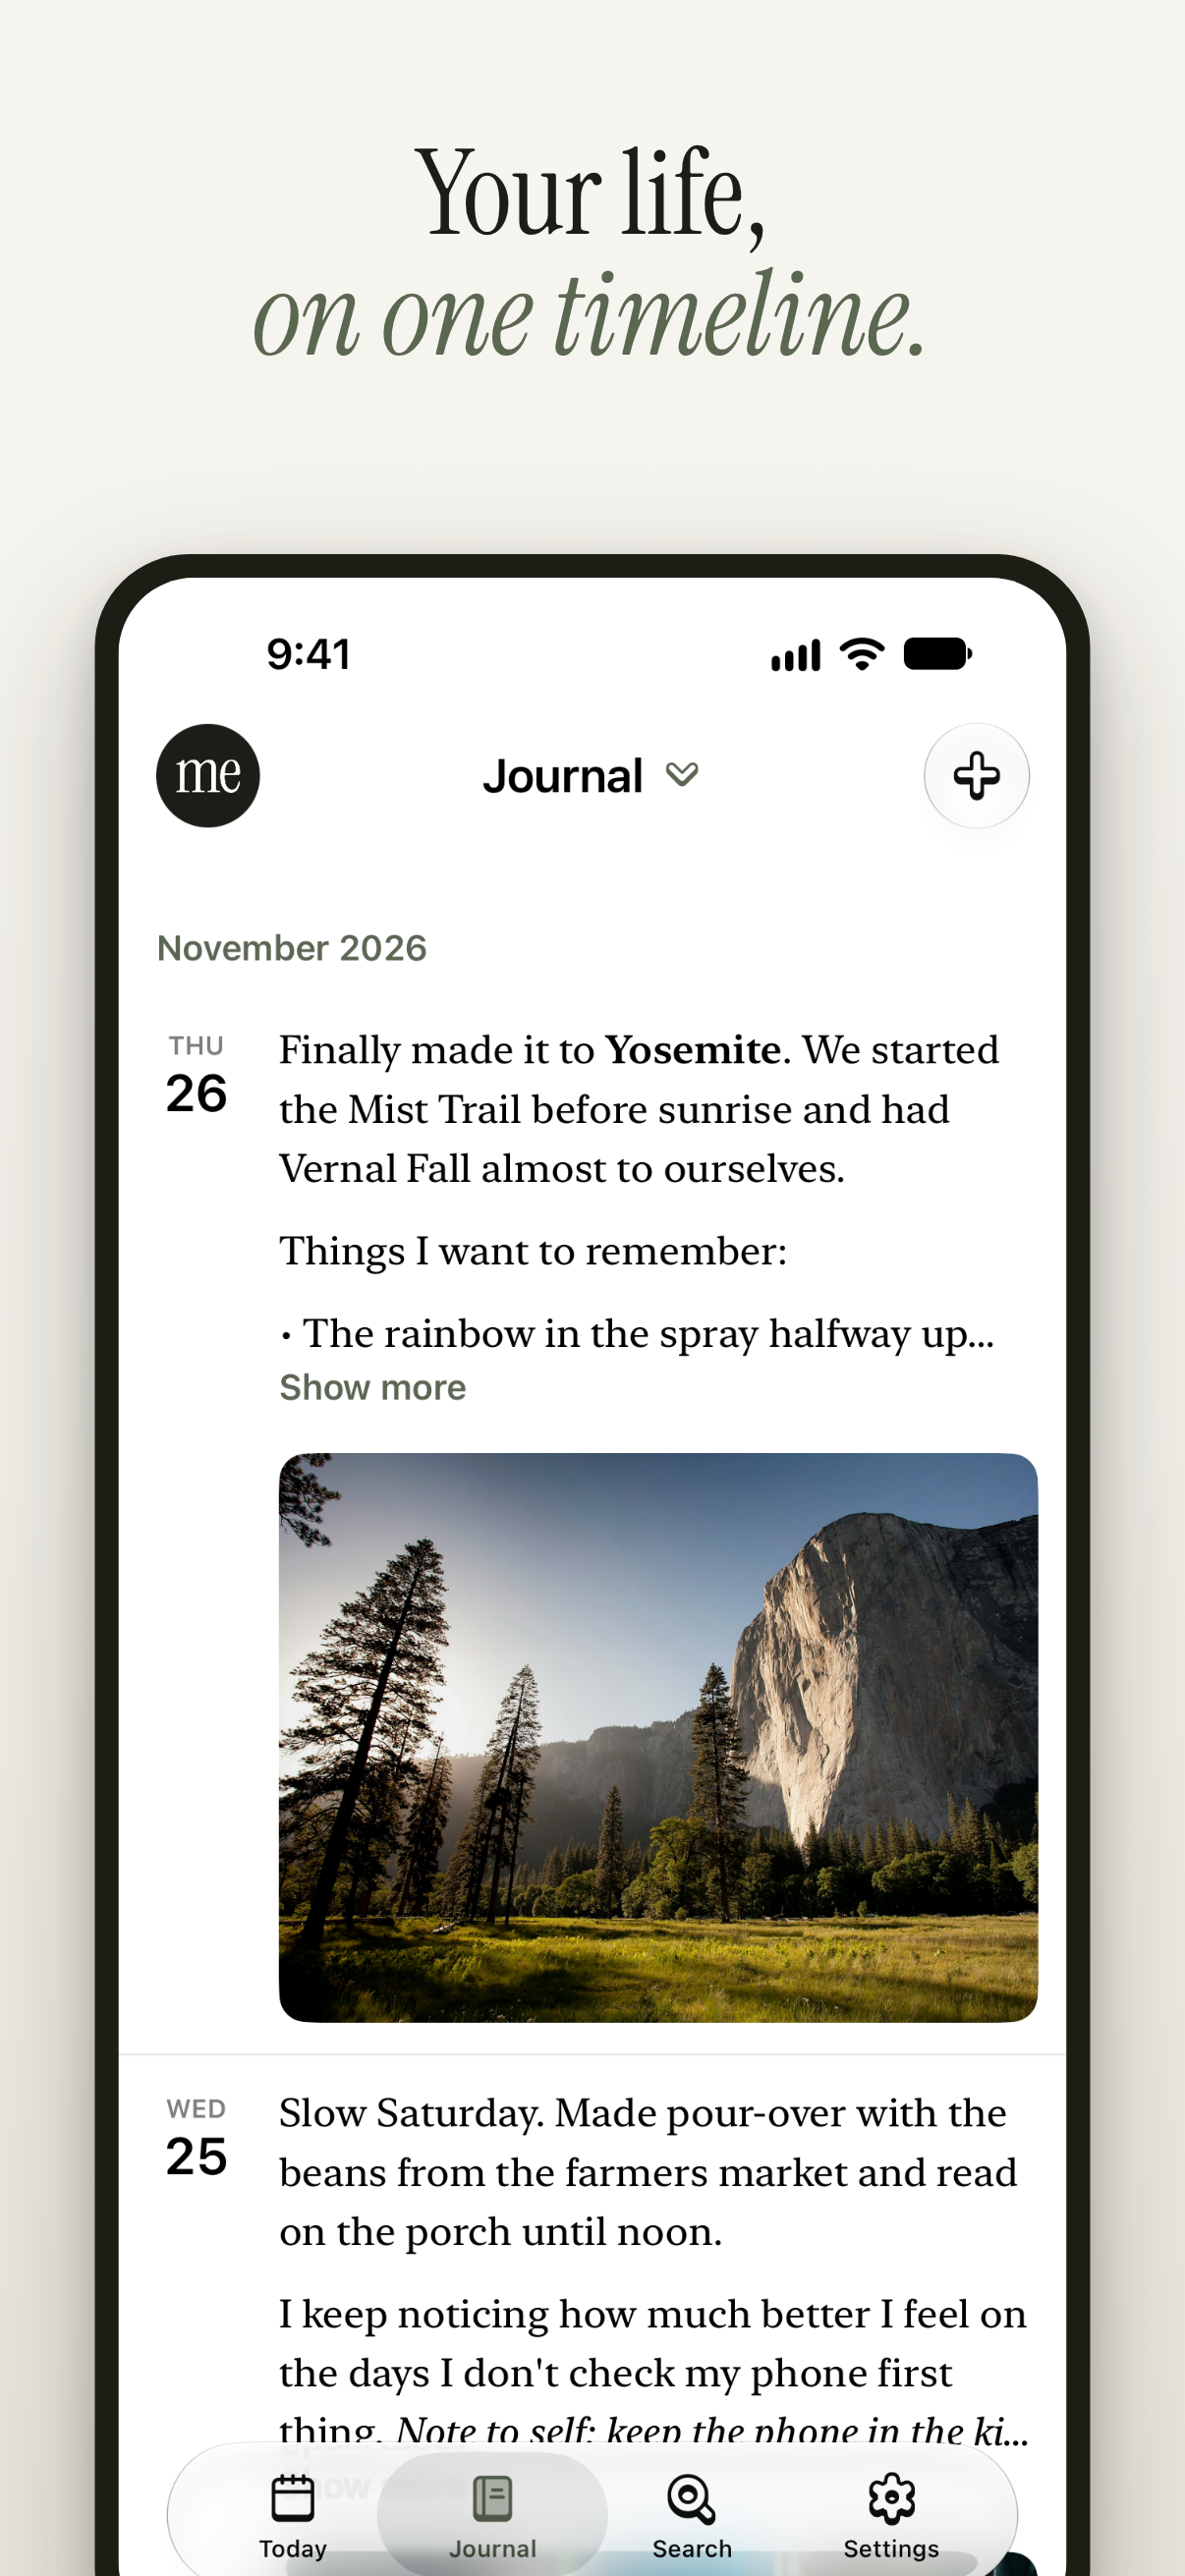 Your life,
on one timeline.
9:41
me
Journal
November 2026
THU
26
Finally made it to Yosemite. We started
the Mist Trail before sunrise and had
Vernal Fall almost to ourselves.
Things I want to remember:
• The rainbow in the spray halfway up...
Show more
WED
25
Slow Saturday. Made pour-over with the
beans from the farmers market and read
on the porch until noon.
I keep noticing how much better I feel on
the days I don't check my phone first
thing. Note to self: keep the phone in the ki...
Show more
Today
Journal
Search
Settings